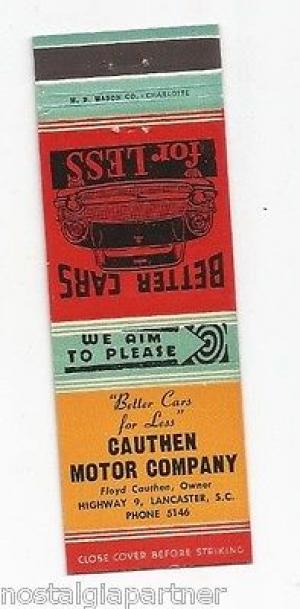 W. D. MASON CO. - CHARLOTTE
for LESS
BETTER CARS
WE AIM
TO PLEASE
"Better Cars
for Less"
CAUTHEN
MOTOR COMPANY
Floyd Cauthen, Owner
HIGHWAY 9, LANCASTER, S.C.
PHONE 5146
CLOSE COVER BEFORE STRIKING
nostalgiapartner